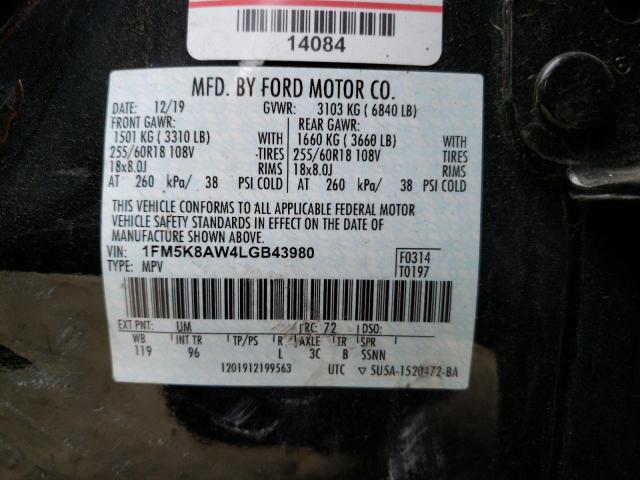 14084
MFD. BY FORD MOTOR CO.
DATE: 12/19 GVWR: 3103 KG ( 6840 LB)
FRONT GAWR: REAR GAWR:
1501 KG ( 3310 LB) WITH 1660 KG ( 3660 LB) WITH
255/60R18 108V TIRES 255/60R18 108V TIRES
18x8.0J RIMS 18x8.0J RIMS
AT 260 kPa/ 38 PSI COLD AT 260 kPa/ 38 PSI COLD
THIS VEHICLE CONFORMS TO ALL APPLICABLE FEDERAL MOTOR
VEHICLE SAFETY STANDARDS IN EFFECT ON THE DATE OF
MANUFACTURE SHOWN ABOVE.
VIN: 1FM5K8AW4LGB43980 F0314
TYPE: MPV T0197
EXT PNT: UM RC: 72 DSO:
WB INT TR TP/PS R AXLE TR SPR
119 96 L 3C B SSNN
1201912199563 UTC ▽ 5U5A-1520472-BA